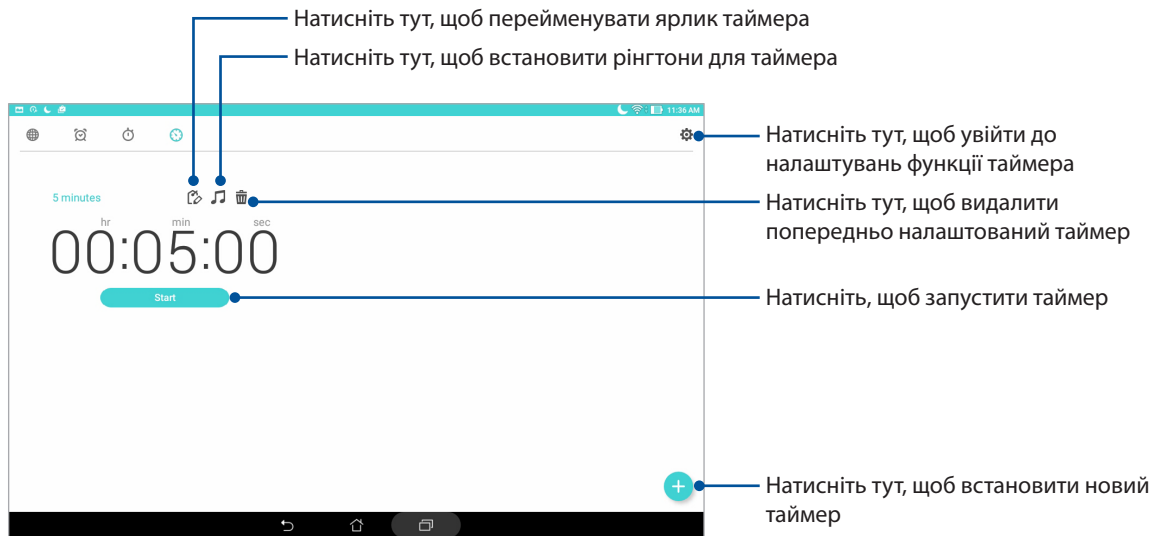 Натисніть тут, щоб перейменувати ярлик таймера
Натисніть тут, щоб встановити рінгтони для таймера
11:36 AM
Натисніть тут, щоб увійти до
налаштувань функції таймера
5 minutes
Натисніть тут, щоб видалити
попередньо налаштований таймер
hr min sec
00:05:00
Start
Натисніть, щоб запустити таймер
Натисніть тут, щоб встановити новий
таймер